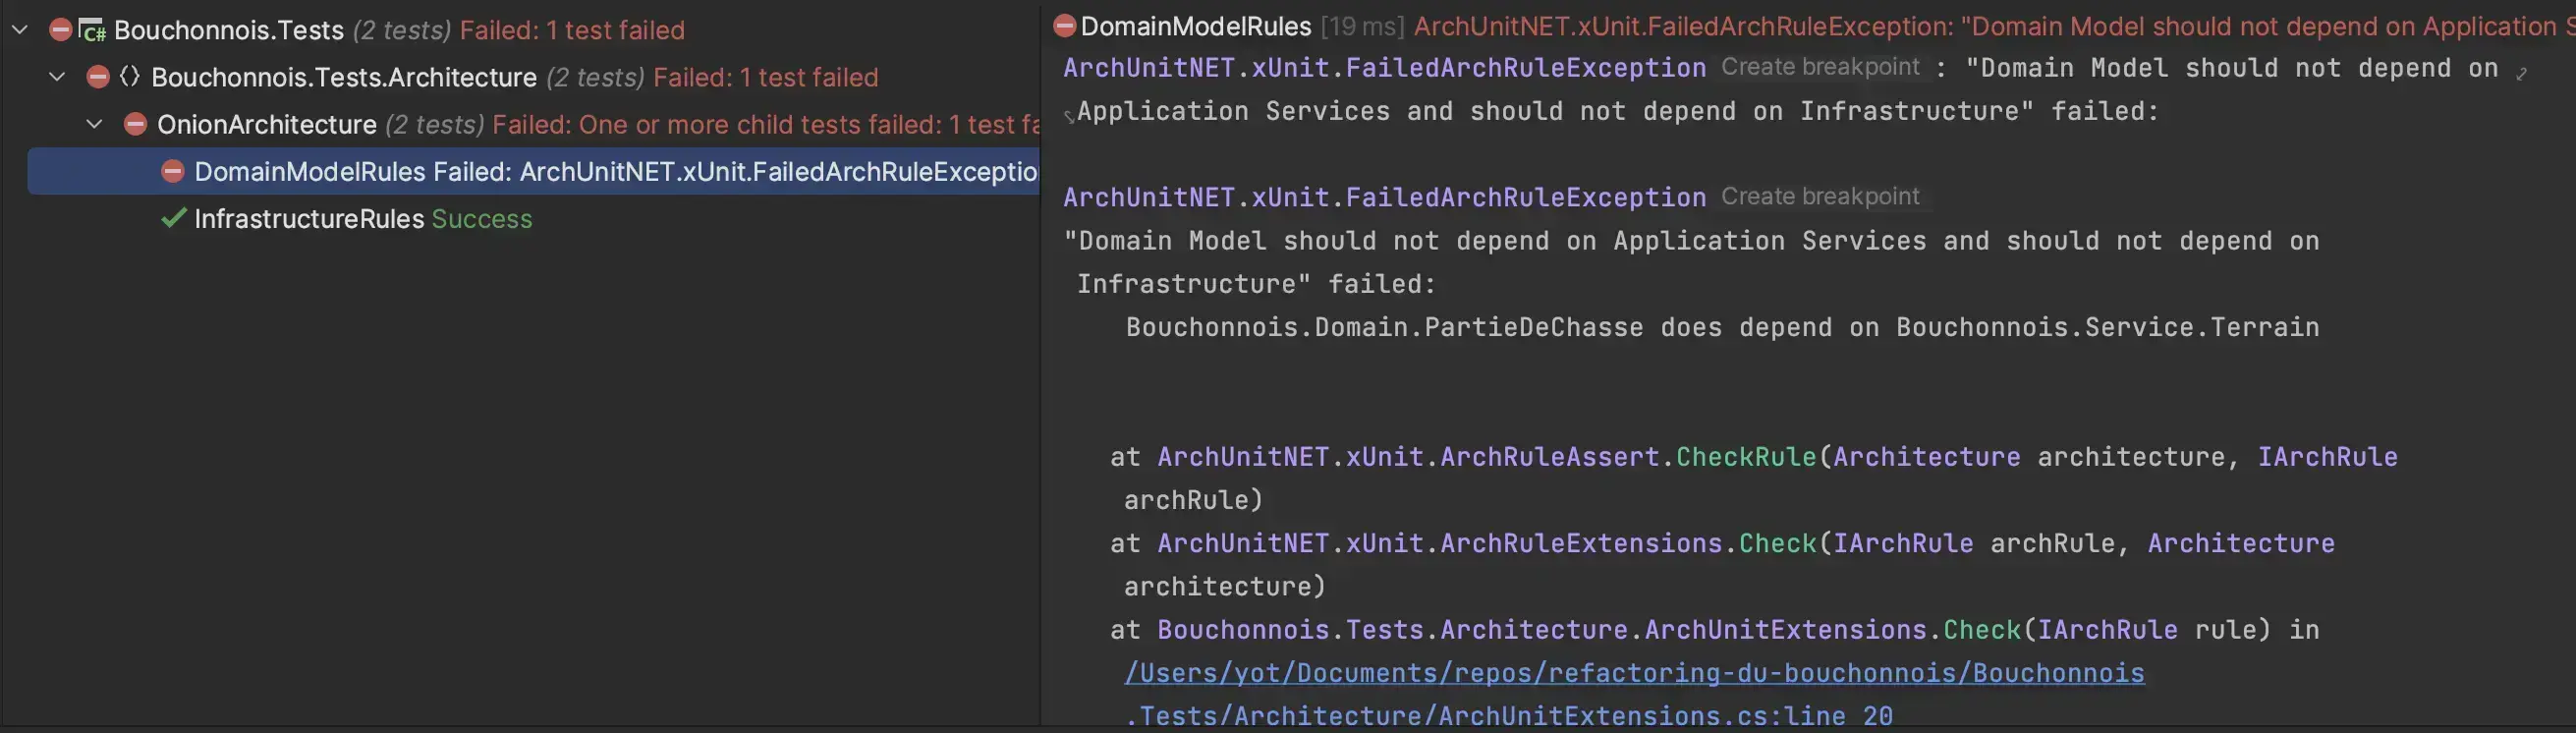 Bouchonnois.Tests (2 tests) Failed: 1 test failed
Bouchonnois.Tests.Architecture (2 tests) Failed: 1 test failed
OnionArchitecture (2 tests) Failed: One or more child tests failed: 1 test fa
DomainModelRules Failed: ArchUnitNET.xUnit.FailedArchRuleExceptio
InfrastructureRules Success
DomainModelRules [19 ms] ArchUnitNET.xUnit.FailedArchRuleException: "Domain Model should not depend on Application S
ArchUnitNET.xUnit.FailedArchRuleException Create breakpoint : "Domain Model should not depend on
Application Services and should not depend on Infrastructure" failed:
ArchUnitNET.xUnit.FailedArchRuleException Create breakpoint
"Domain Model should not depend on Application Services and should not depend on
Infrastructure" failed:
Bouchonnois.Domain.PartieDeChasse does depend on Bouchonnois.Service.Terrain
at ArchUnitNET.xUnit.ArchRuleAssert.CheckRule(Architecture architecture, IArchRule
archRule)
at ArchUnitNET.xUnit.ArchRuleExtensions.Check(IArchRule archRule, Architecture
architecture)
at Bouchonnois.Tests.Architecture.ArchUnitExtensions.Check(IArchRule rule) in
/Users/yot/Documents/repos/refactoring-du-bouchonnois/Bouchonnois
.Tests/Architecture/ArchUnitExtensions.cs:line 20